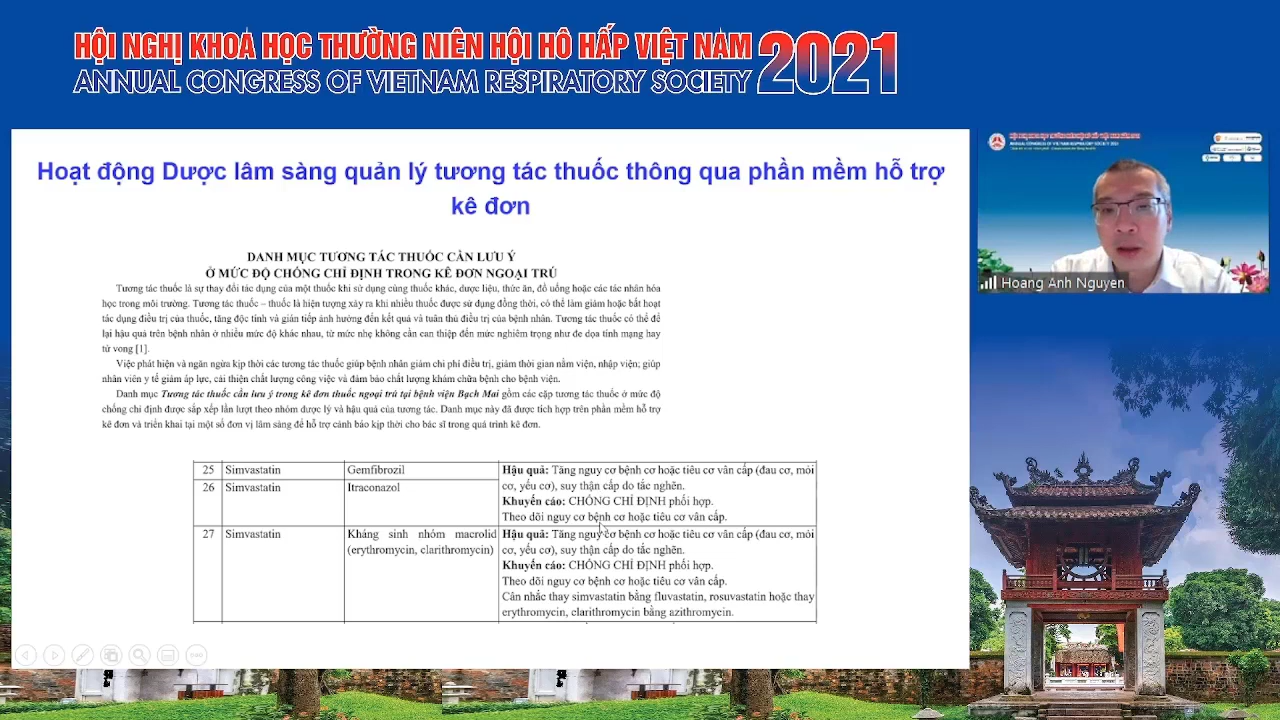 HỘI NGHỊ KHOA HỌC THƯỜNG NIÊN HỘI HÔ HẤP VIỆT NAM 2021
ANNUAL CONGRESS OF VIETNAM RESPIRATORY SOCIETY
Hoạt động Dược lâm sàng quản lý tương tác thuốc thông qua phần mềm hỗ trợ
kê đơn
DANH MỤC TƯƠNG TÁC THUỐC CẦN LƯU Ý
Ở MỨC ĐỘ CHỐNG CHỈ ĐỊNH TRONG KÊ ĐƠN NGOẠI TRÚ
Tương tác thuốc là sự thay đổi tác dụng của một thuốc khi sử dụng cùng thuốc khác, dược liệu, thức ăn, đồ uống hoặc các tác nhân hóa
học trong môi trường. Tương tác thuốc – thuốc là hiện tượng xảy ra khi nhiều thuốc được sử dụng đồng thời, có thể làm giảm hoặc bất hoạt
tác dụng điều trị của thuốc, tăng độc tính và gián tiếp ảnh hưởng đến kết quả và tuân thủ điều trị của bệnh nhân. Tương tác thuốc có thể để
lại hậu quả trên bệnh nhân ở nhiều mức độ khác nhau, từ mức nhẹ không cần can thiệp đến mức nghiêm trọng như đe dọa tính mạng hay
tử vong [1].
Việc phát hiện và ngăn ngừa kịp thời các tương tác thuốc giúp bệnh nhân giảm chi phí điều trị, giảm thời gian nằm viện, nhập viện; giúp
nhân viên y tế giảm áp lực, cải thiện chất lượng công việc và đảm bảo chất lượng khám chữa bệnh cho bệnh viện.
Danh mục Tương tác thuốc cần lưu ý trong kê đơn thuốc ngoại trú tại bệnh viện Bạch Mai gồm các cặp tương tác thuốc ở mức độ
chống chỉ định được sắp xếp lần lượt theo nhóm dược lý và hậu quả của tương tác. Danh mục này đã được tích hợp trên phần mềm hỗ trợ
kê đơn và triển khai tại một số đơn vị lâm sàng để hỗ trợ cảnh báo kịp thời cho bác sĩ trong quá trình kê đơn.
25 Simvastatin Gemfibrozil
26 Simvastatin Itraconazol
Hậu quả: Tăng nguy cơ bệnh cơ hoặc tiêu cơ vân cấp (đau cơ, mỏi
cơ, yếu cơ), suy thận cấp do tắc nghẽn.
Khuyến cáo: CHỐNG CHỈ ĐỊNH phối hợp.
Theo dõi nguy cơ bệnh cơ hoặc tiêu cơ vân cấp.
27 Simvastatin Kháng sinh nhóm macrolid
(erythromycin, clarithromycin)
Hậu quả: Tăng nguy cơ bệnh cơ hoặc tiêu cơ vân cấp (đau cơ, mỏi
cơ, yếu cơ), suy thận cấp do tắc nghẽn.
Khuyến cáo: CHỐNG CHỈ ĐỊNH phối hợp.
Theo dõi nguy cơ bệnh cơ hoặc tiêu cơ vân cấp.
Cân nhắc thay simvastatin bằng fluvastatin, rosuvastatin hoặc thay
erythromycin, clarithromycin bằng azithromycin.
Hoang Anh Nguyen